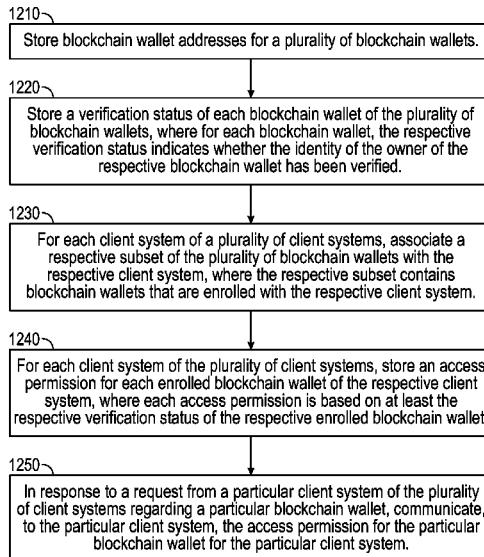 1210
Store blockchain wallet addresses for a plurality of blockchain wallets.
1220
Store a verification status of each blockchain wallet of the plurality of
blockchain wallets, where for each blockchain wallet, the respective
verification status indicates whether the identity of the owner of the
respective blockchain wallet has been verified.
1230
For each client system of a plurality of client systems, associate a
respective subset of the plurality of blockchain wallets with the
respective client system, where the respective subset contains
blockchain wallets that are enrolled with the respective client system.
1240
For each client system of the plurality of client systems, store an access
permission for each enrolled blockchain wallet of the respective client
system, where each access permission is based on at least the
respective verification status of the respective enrolled blockchain wallet
1250
In response to a request from a particular client system of the plurality
of client systems regarding a particular blockchain wallet, communicate,
to the particular client system, the access permission for the particular
blockchain wallet for the particular client system.